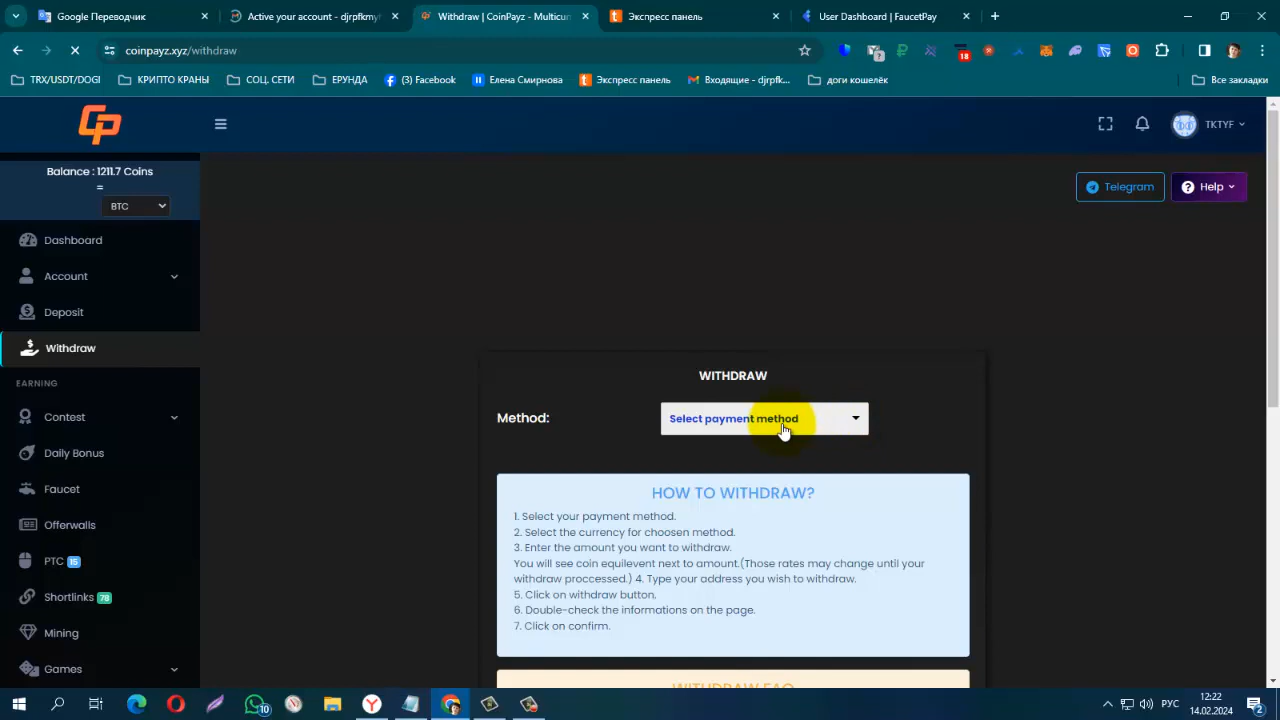 Google Переводчик
Active your account - djrpfkmy
Withdraw | CoinPayz - Multicun
Экспресс панель
User Dashboard | FaucetPay
coinpayz.xyz/withdraw
18
TRX/USDT/DOGI
КРИПТО КРАНЫ
СОЦ. СЕТИ
ЕРУНДА
(3) Facebook
Елена Смирнова
Экспресс панель
Входящие - djrpfk...
доги кошелёк
Все закладки
CP
TKTYF
Balance : 1211.7 Coins
=
BTC
Telegram
Help
Dashboard
Account
Deposit
Withdraw
EARNING
Contest
Daily Bonus
Faucet
Offerwalls
PTC 15
Shortlinks 78
Mining
Games
WITHDRAW
Method:
Select payment method
HOW TO WITHDRAW?
1. Select your payment method.
2. Select the currency for choosen method.
3. Enter the amount you want to withdraw.
You will see coin equilevent next to amount.(Those rates may change until your
withdraw proccessed.) 4. Type your address you wish to withdraw.
5. Click on withdraw button.
6. Double-check the informations on the page.
7. Click on confirm.
WITHDRAW FAQ
10
РУС
12:22
14.02.2024
2